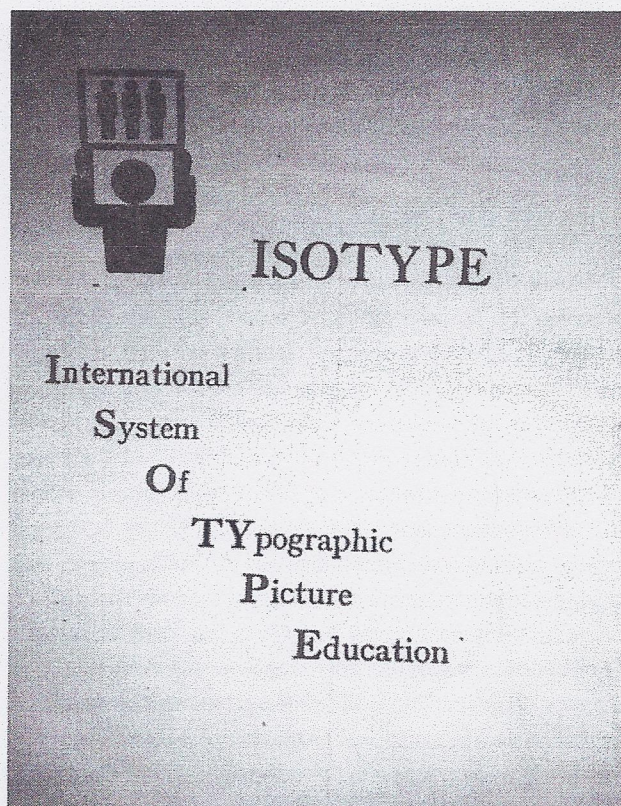 ISOTYPE
International
System
Of
TYpographic
Picture
Education